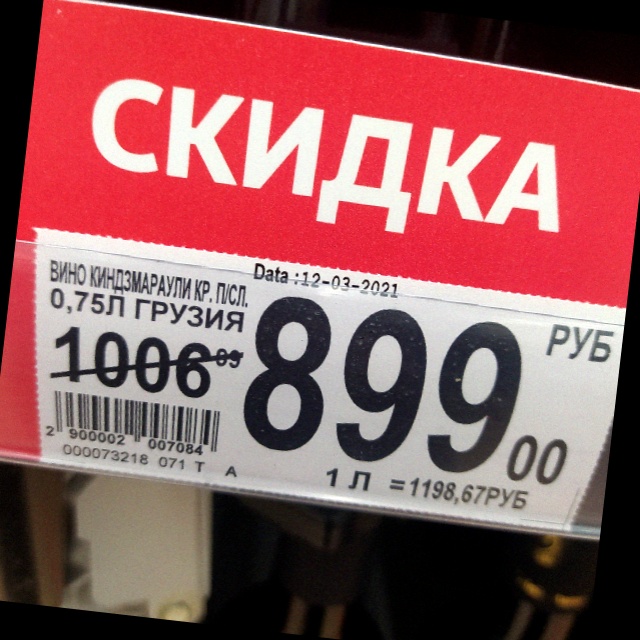 СКИДКА
Data :12-03-2021
ВИНО КИНДЗМАРАУЛИ КР. П/СЛ.
0,75Л ГРУЗИЯ
1006 89
899 00 РУБ
2 900002 007084
000073218 071 Т А
1 Л =1198,67РУБ